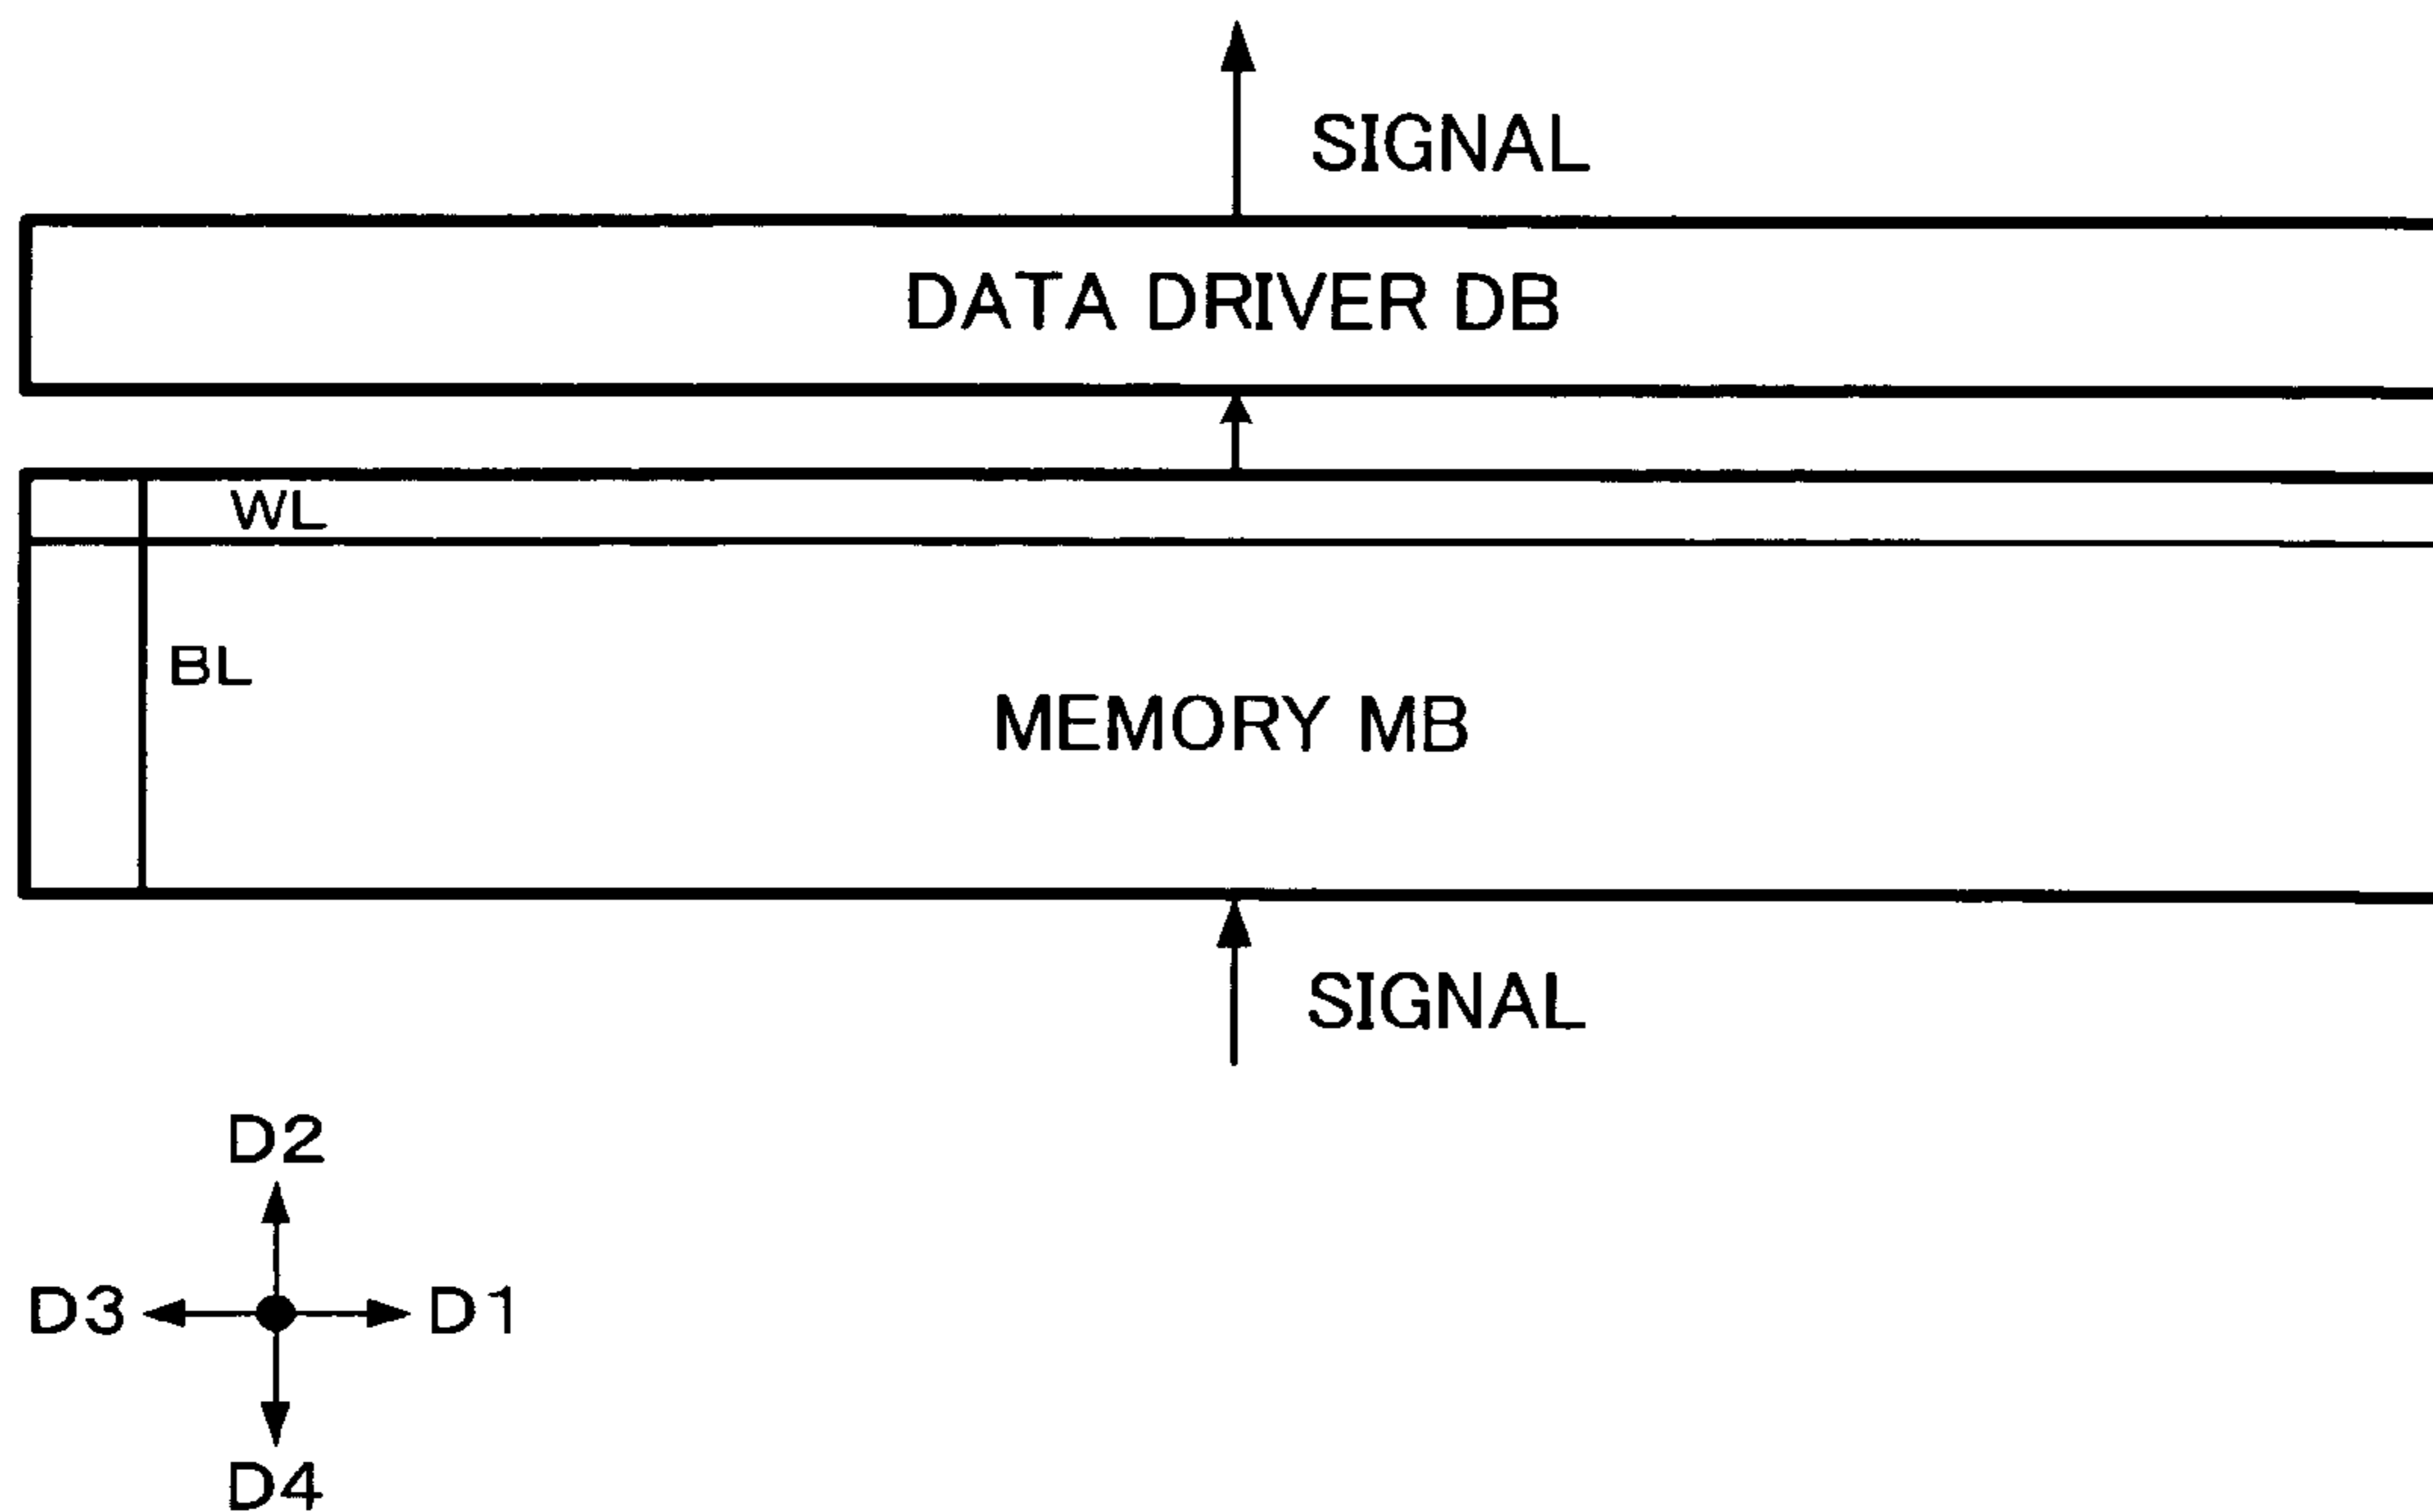 SIGNAL
DATA DRIVER DB
WL
BL
MEMORY MB
SIGNAL
D2
D3 D1
D4